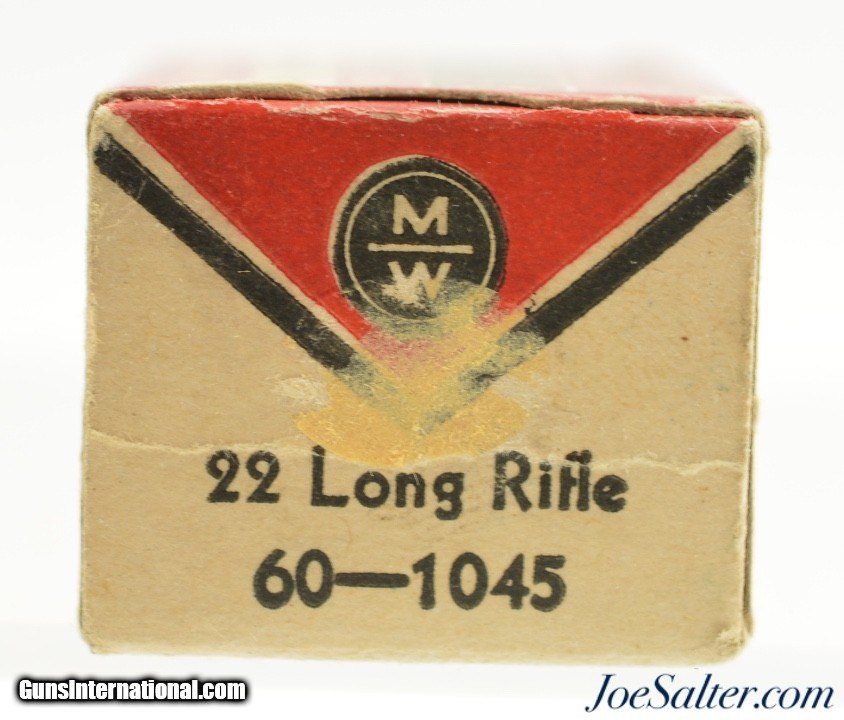 M
W
22 Long Rifle
60—1045
GunsInternational.com
JoeSalter.com